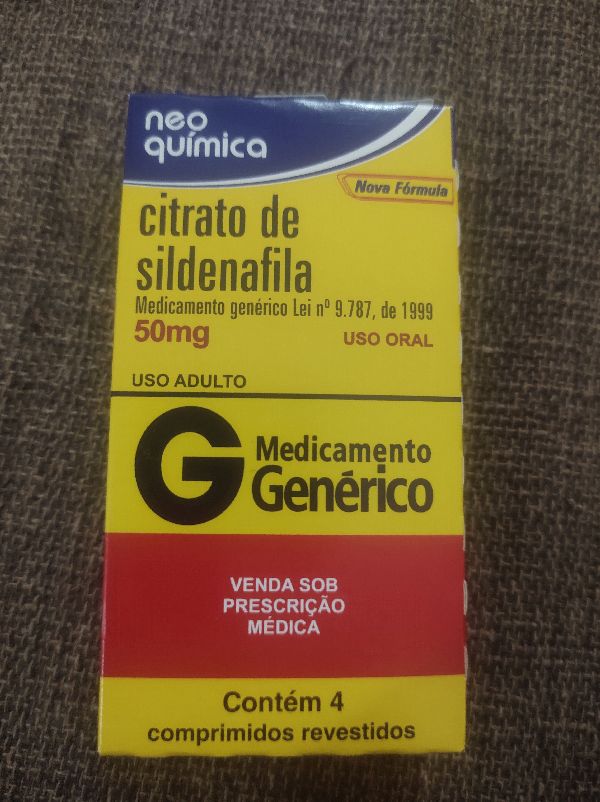 neo
química
Nova Fórmula
citrato de
sildenafila
Medicamento genérico Lei nº 9.787, de 1999
50mg USO ORAL
USO ADULTO
G Medicamento
Genérico
VENDA SOB
PRESCRIÇÃO
MÉDICA
Contém 4
comprimidos revestidos